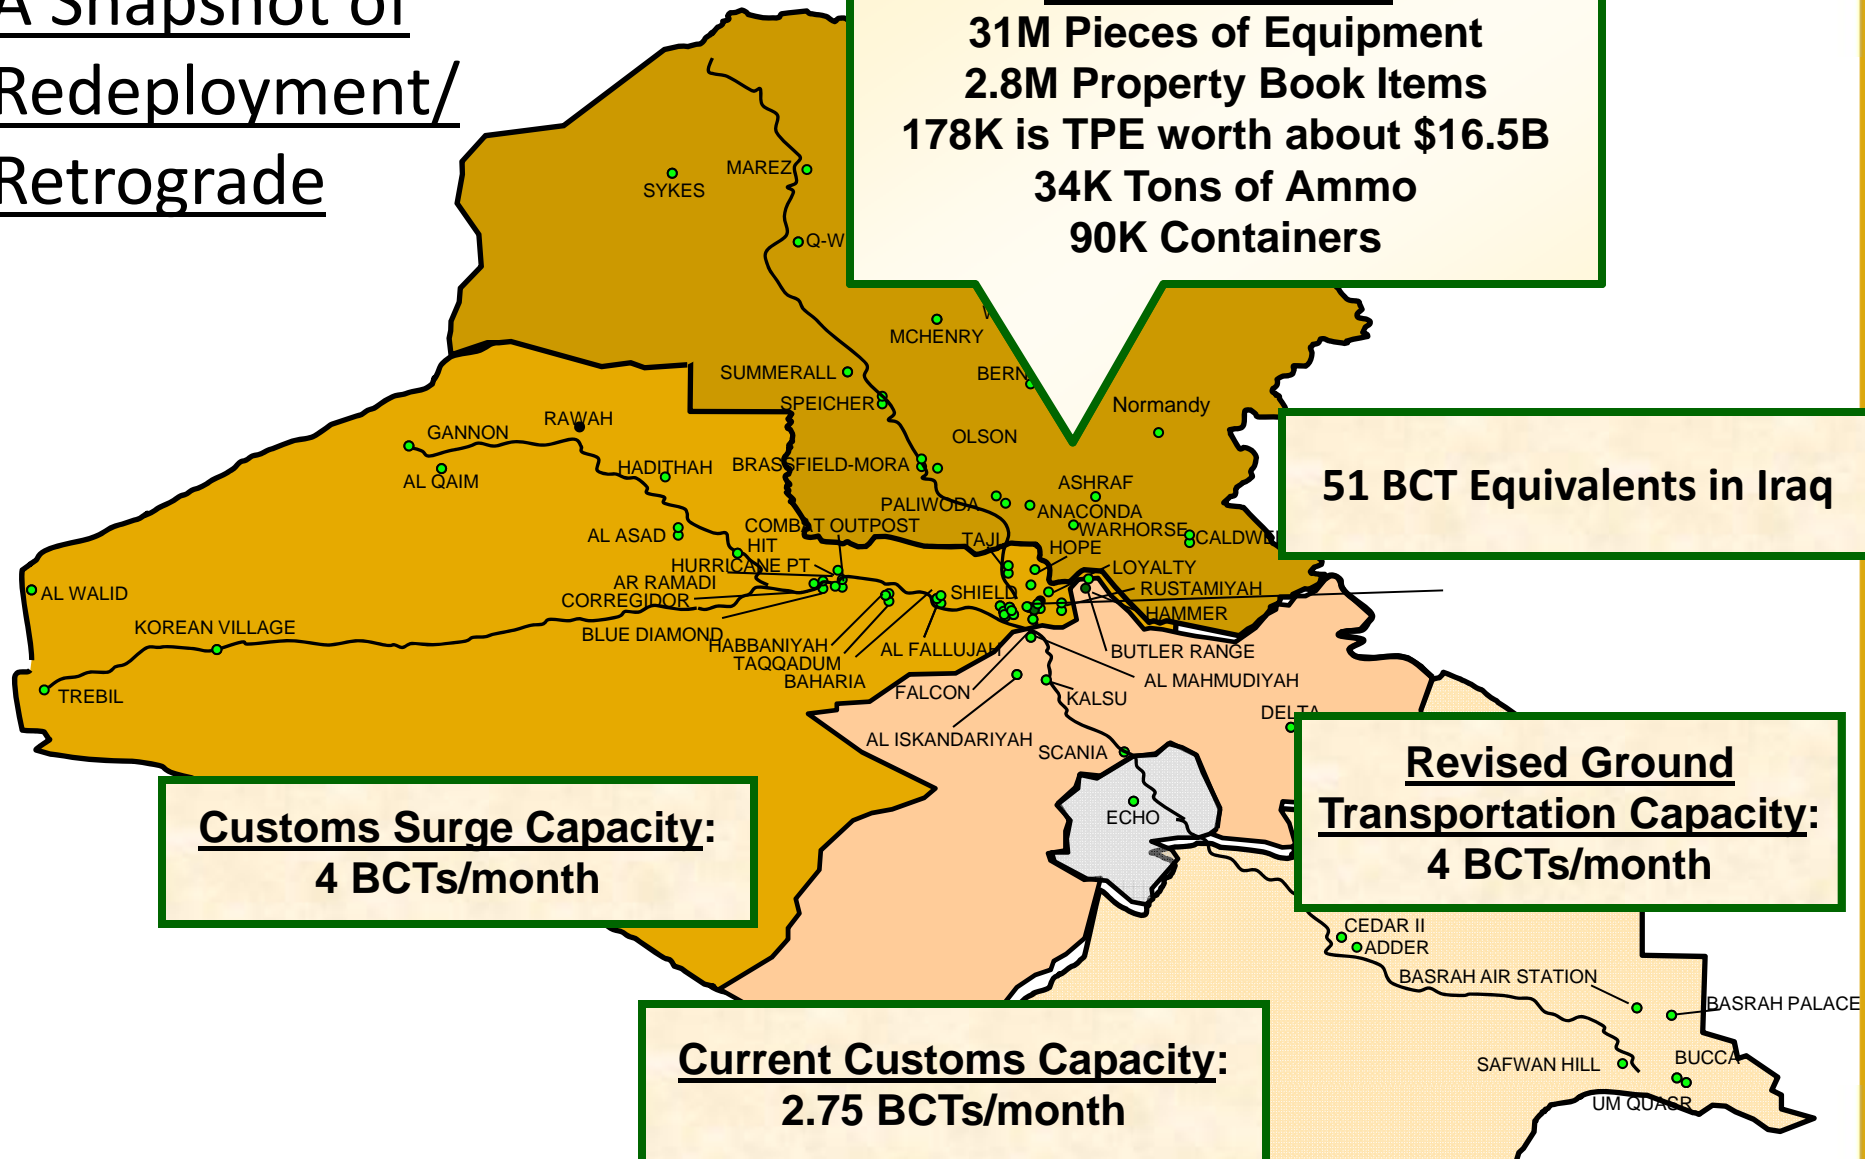 A Snapshot of
Redeployment/
Retrograde
31M Pieces of Equipment
2.8M Property Book Items
178K is TPE worth about $16.5B
34K Tons of Ammo
90K Containers
MAREZ
SYKES
Q-W
MCHENRY
SUMMERALL
BERN
SPEICHER
Normandy
GANNON
RAWAH
OLSON
HADITHAH
BRASSFIELD-MORA
AL QAIM
ASHRAF
51 BCT Equivalents in Iraq
PALIWODA
ANACONDA
COMBAT OUTPOST
WARHORSE
AL ASAD
TAJI
CALDWE
HIT
HOPE
HURRICANE PT
LOYALTY
AR RAMADI
RUSTAMIYAH
AL WALID
CORREGIDOR
SHIELD
HAMMER
KOREAN VILLAGE
BLUE DIAMOND
HABBANIYAH
AL FALLUJAH
BUTLER RANGE
TAQQADUM
BAHARIA
AL MAHMUDIYAH
TREBIL
FALCON
KALSU
DELTA
AL ISKANDARIYAH
SCANIA
Revised Ground
Transportation Capacity:
4 BCTs/month
ECHO
Customs Surge Capacity:
4 BCTs/month
CEDAR II
ADDER
BASRAH AIR STATION
BASRAH PALACE
Current Customs Capacity:
2.75 BCTs/month
SAFWAN HILL
BUCCA
UM QUASR